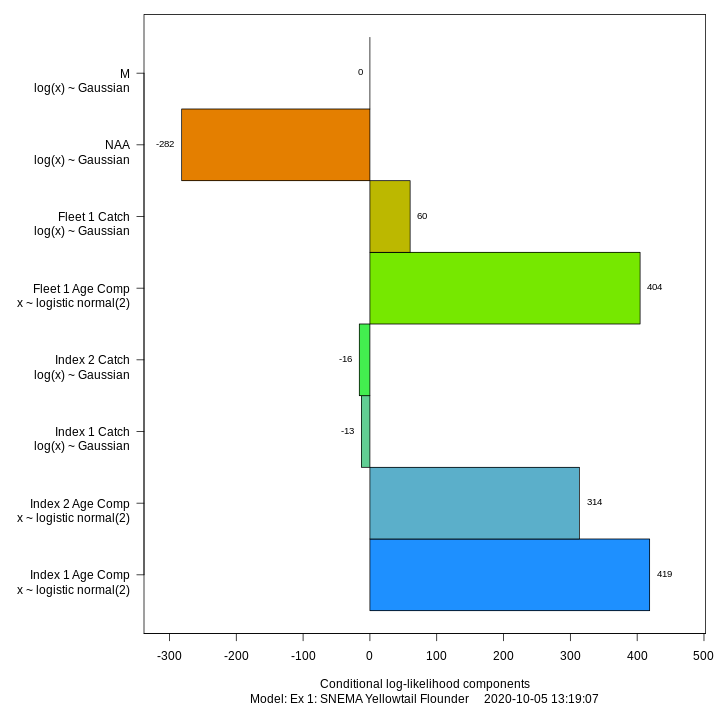 M
log(x) ~ Gaussian
0
NAA
log(x) ~ Gaussian
-282
Fleet 1 Catch
log(x) ~ Gaussian
60
Fleet 1 Age Comp
x ~ logistic normal(2)
404
Index 2 Catch
log(x) ~ Gaussian
-16
Index 1 Catch
log(x) ~ Gaussian
-13
Index 2 Age Comp
x ~ logistic normal(2)
314
Index 1 Age Comp
x ~ logistic normal(2)
419
-300 -200 -100 0 100 200 300 400 500
Conditional log-likelihood components
Model: Ex 1: SNEMA Yellowtail Flounder 2020-10-05 13:19:07